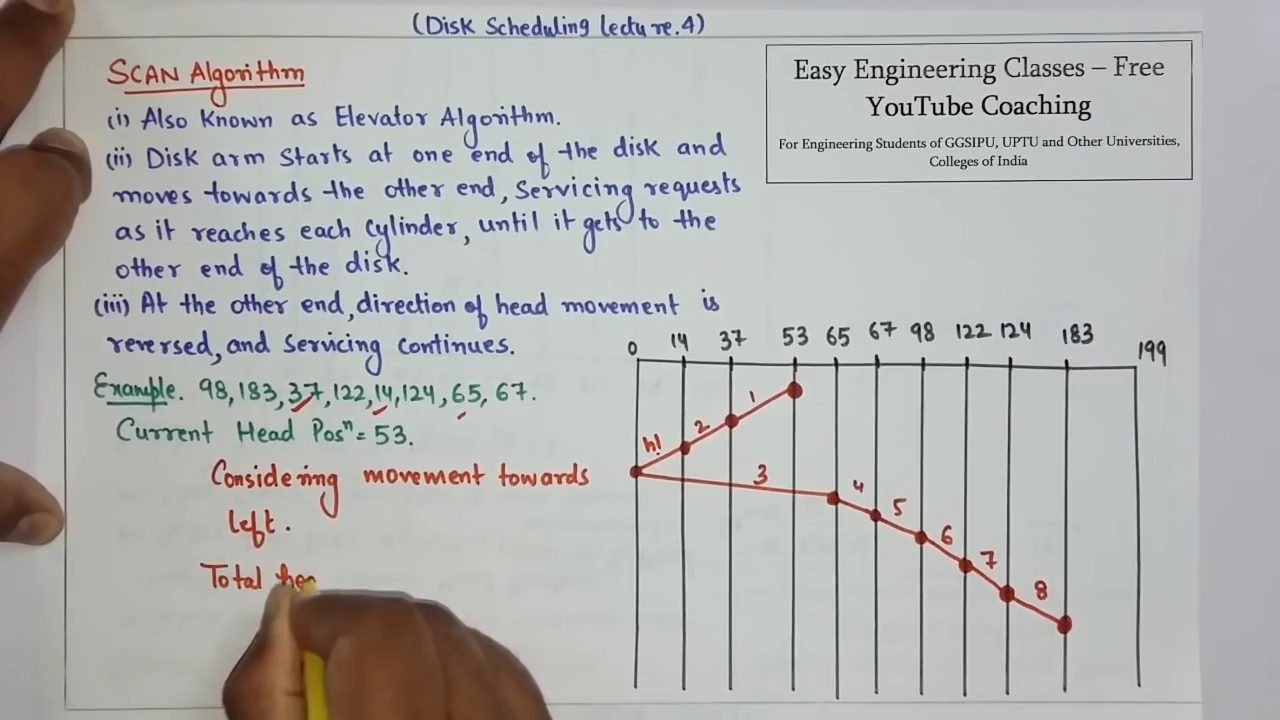 (Disk Scheduling lecture.4)
SCAN Algorithm
(i) Also Known as Elevator Algorithm.
(ii) Disk arm Starts at one end of the disk and
moves towards the other end, Servicing requests
as it reaches each Cylinder, until it gets to the
other end of the disk.
(iii) At the other end, direction of head movement is
reversed, and Servicing continues.
Example. 98, 183, 37, 122, 14, 124, 65, 67.
Current Head Posⁿ = 53.
Considering movement towards
left.
Total
Easy Engineering Classes – Free
YouTube Coaching
For Engineering Students of GGSIPU, UPTU and Other Universities,
Colleges of India
0 14 37 53 65 67 98 122 124 183 199
h! 2 1
3 4 5 6 7 8